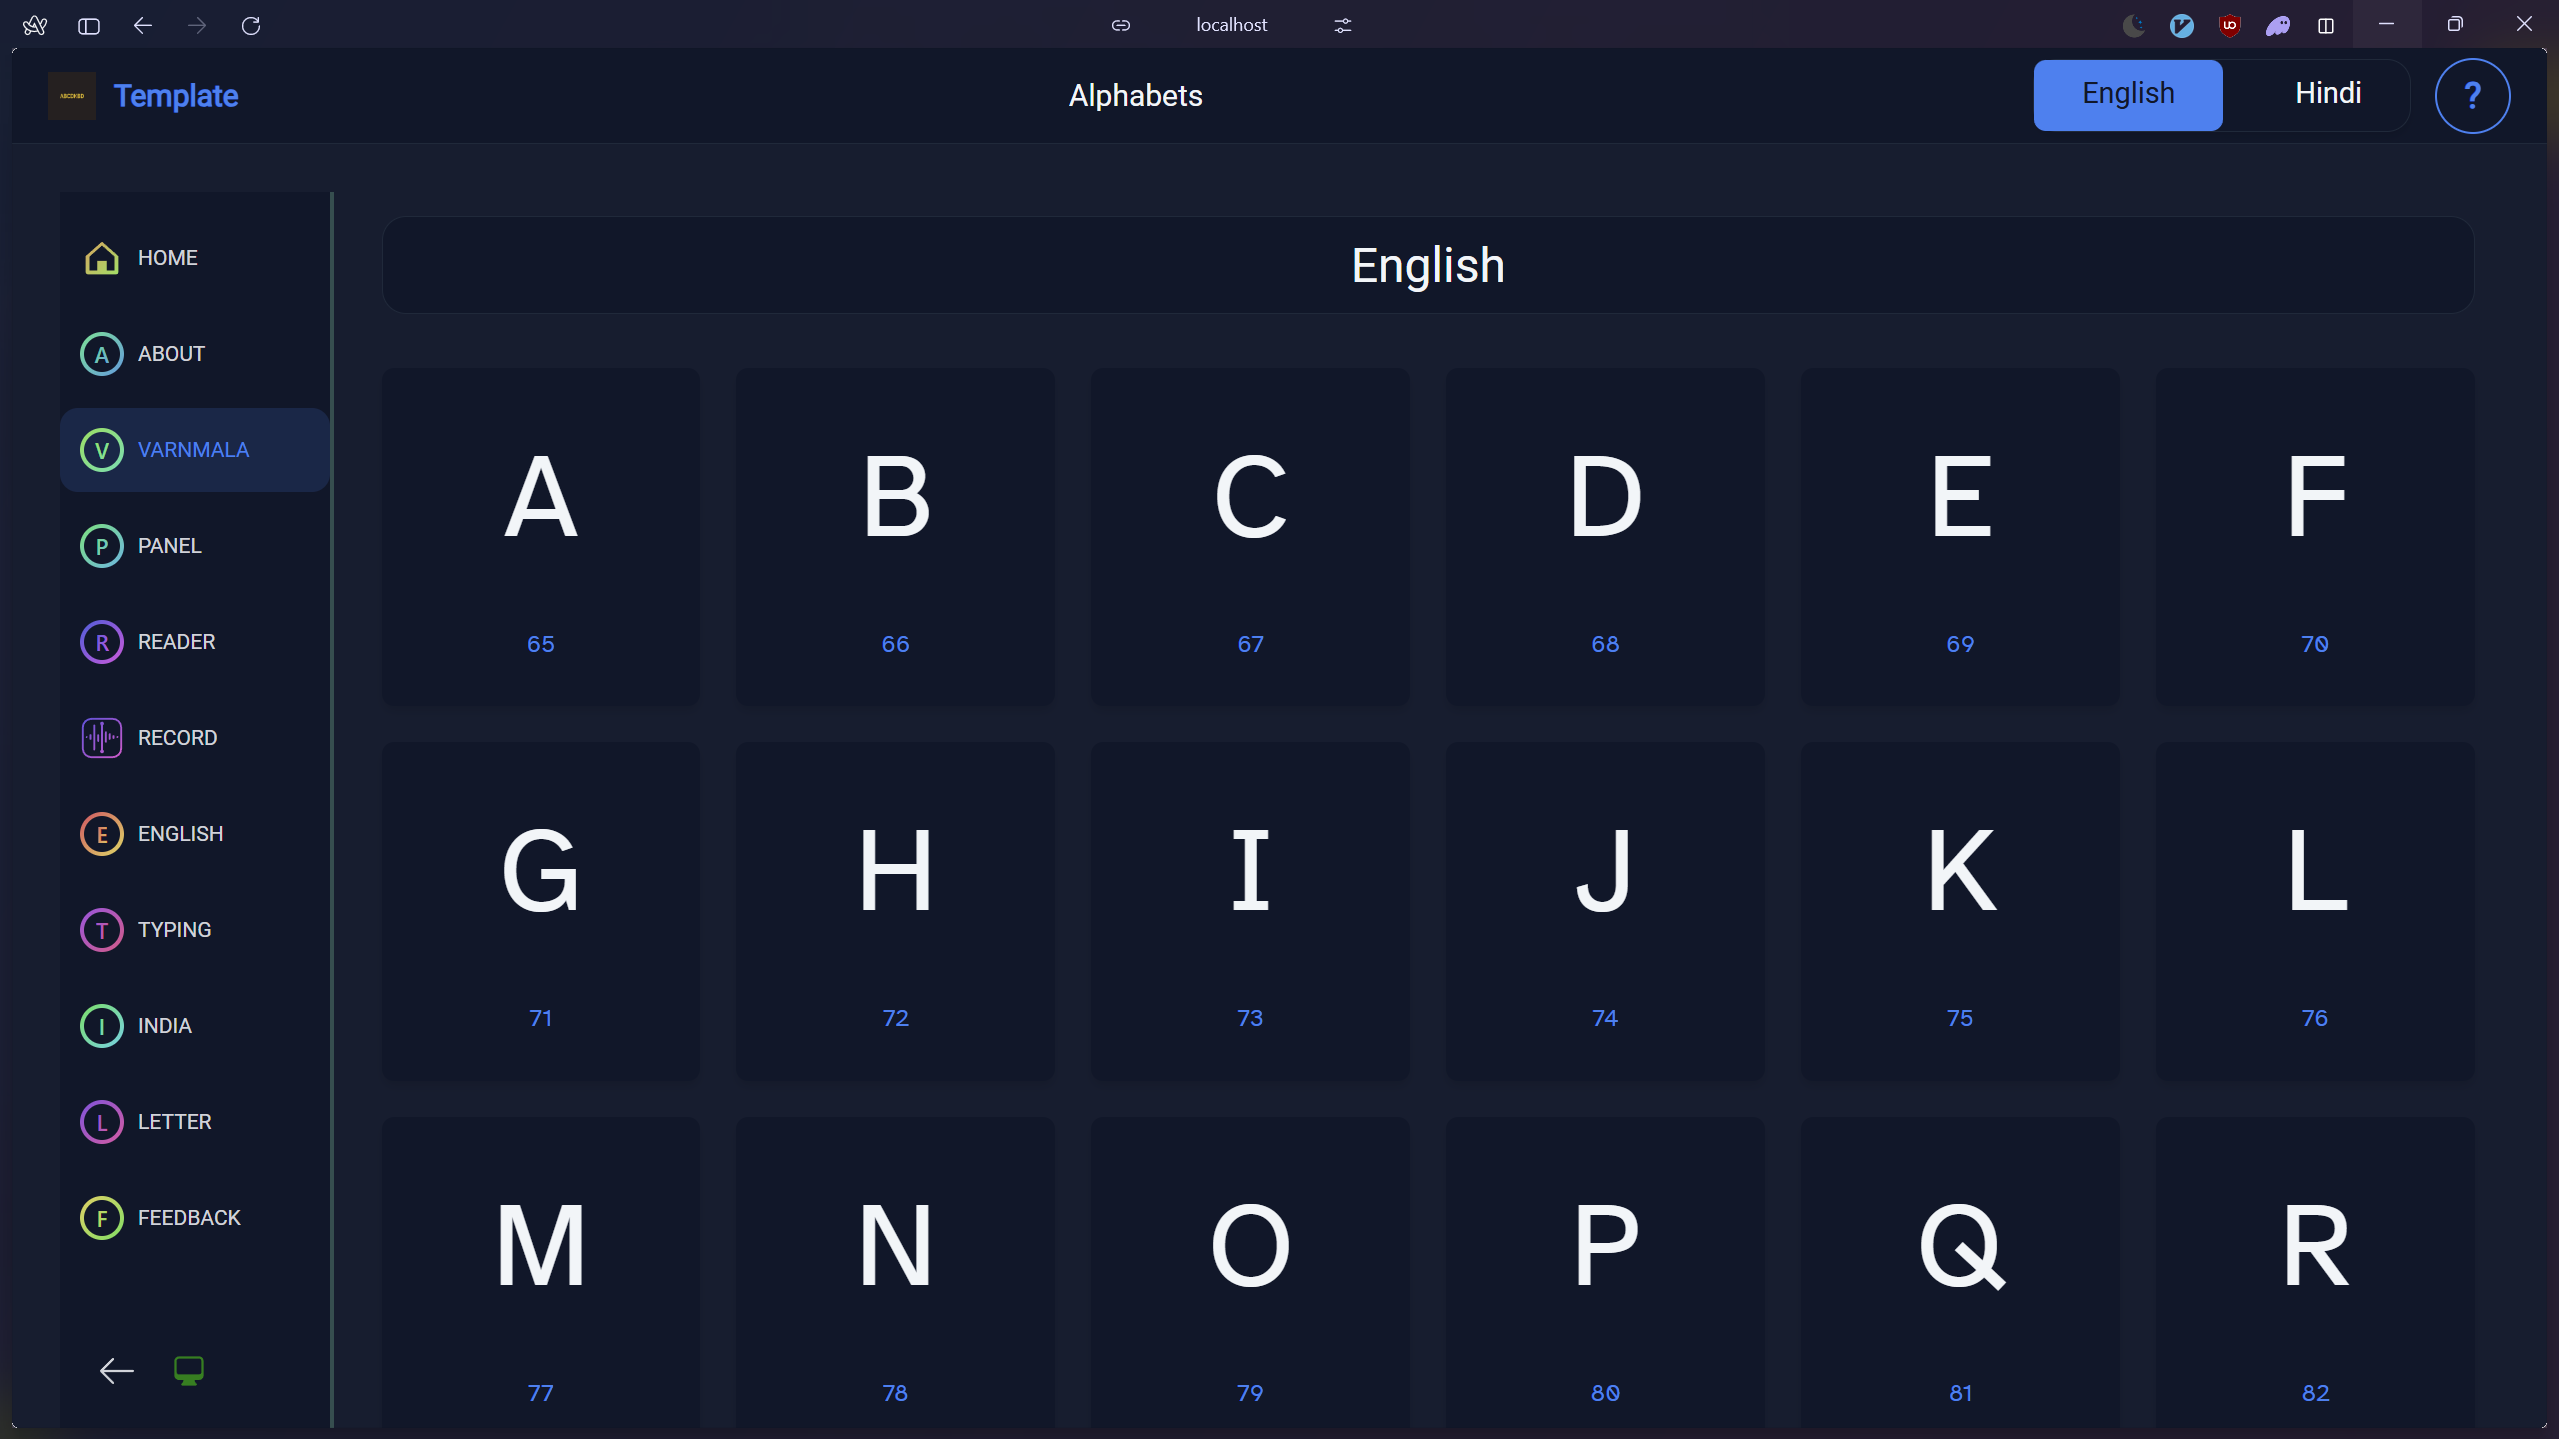 localhost
ABCDKBD
Template
Alphabets
English
Hindi
?
HOME
A ABOUT
V VARNMALA
P PANEL
R READER
RECORD
E ENGLISH
T TYPING
I INDIA
L LETTER
F FEEDBACK
English
A B C D E F
65 66 67 68 69 70
G H I J K L
71 72 73 74 75 76
M N O P Q R
77 78 79 80 81 82